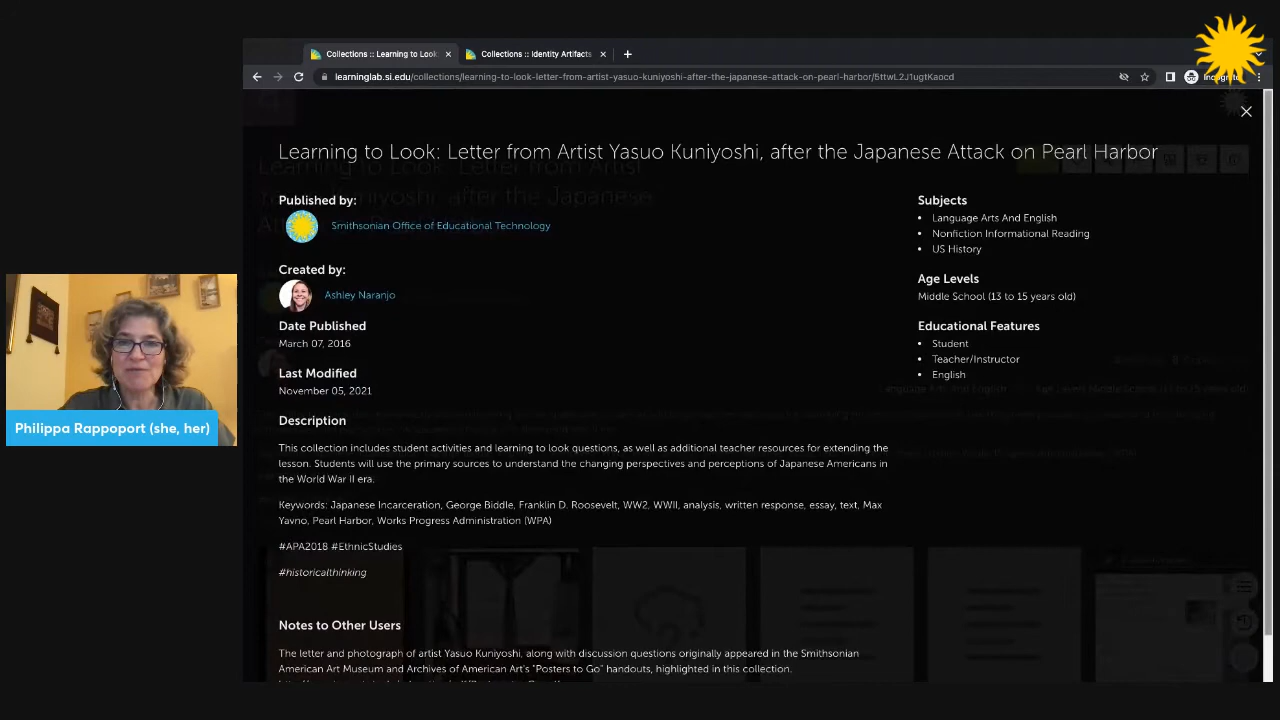 Collections :: Learning to Look
Collections :: Identity Artifacts
learninglab.si.edu/collections/learning-to-look-letter-from-artist-yasuo-kuniyoshi-after-the-japanese-attack-on-pearl-harbor/5ttwL2J1ugtKaocd
Learning to Look: Letter from Artist Yasuo Kuniyoshi, after the Japanese Attack on Pearl Harbor
Published by:
Smithsonian Office of Educational Technology
Created by:
Ashley Naranjo
Date Published
March 07, 2016
Last Modified
November 05, 2021
Description
This collection includes student activities and learning to look questions, as well as additional teacher resources for extending the
lesson. Students will use the primary sources to understand the changing perspectives and perceptions of Japanese Americans in
the World War II era.
Keywords: Japanese Incarceration, George Biddle, Franklin D. Roosevelt, WW2, WWII, analysis, written response, essay, text, Max
Yavno, Pearl Harbor, Works Progress Administration (WPA)
#APA2018 #EthnicStudies
#historicalthinking
Notes to Other Users
The letter and photograph of artist Yasuo Kuniyoshi, along with discussion questions originally appeared in the Smithsonian
American Art Museum and Archives of American Art's "Posters to Go" handouts, highlighted in this collection.
Subjects
Language Arts And English
Nonfiction Informational Reading
US History
Age Levels
Middle School (13 to 15 years old)
Educational Features
Student
Teacher/Instructor
English
Philippa Rappoport (she, her)